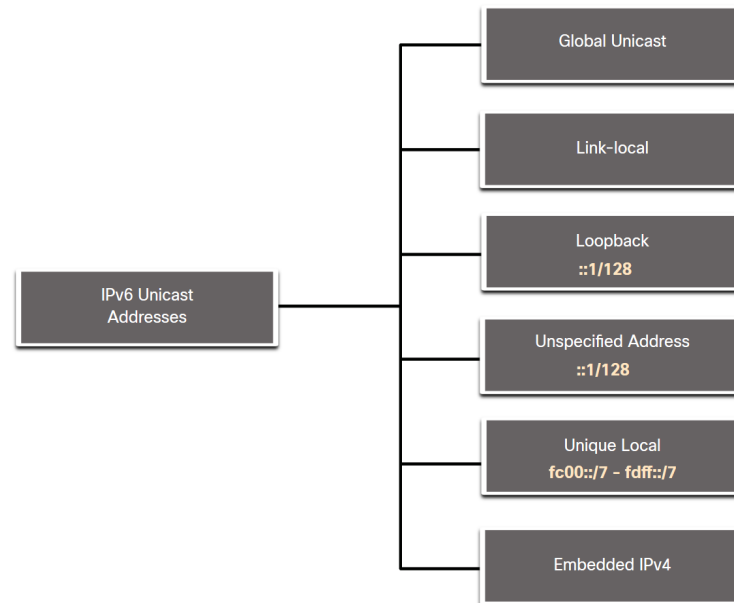 Global Unicast
Link-local
Loopback
::1/128
IPv6 Unicast
Addresses
Unspecified Address
::1/128
Unique Local
fc00::/7 - fdff::/7
Embedded IPv4